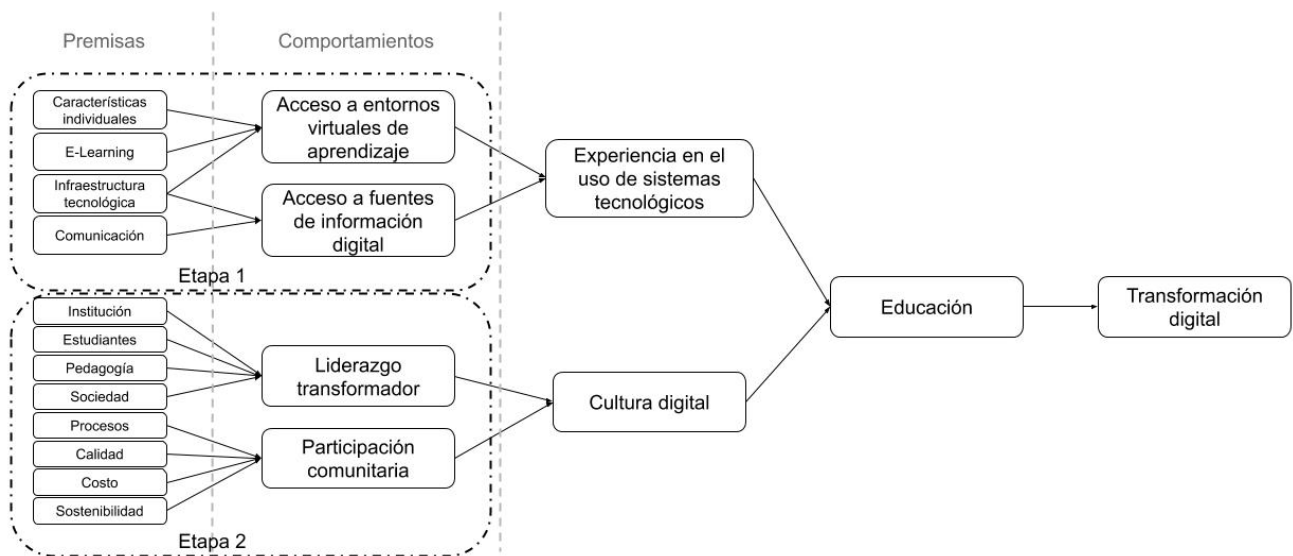 Premisas
Comportamientos
Características
individuales
E-Learning
Infraestructura
tecnológica
Comunicación
Acceso a entornos
virtuales de
aprendizaje
Acceso a fuentes
de información
digital
Etapa 1
Experiencia en el
uso de sistemas
tecnológicos
Institución
Estudiantes
Pedagogía
Sociedad
Procesos
Calidad
Costo
Sostenibilidad
Liderazgo
transformador
Participación
comunitaria
Etapa 2
Cultura digital
Educación
Transformación
digital